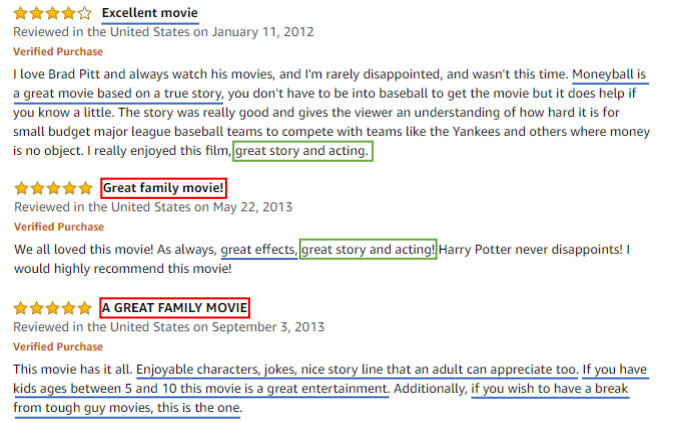 Excellent movie
Reviewed in the United States on January 11, 2012
Verified Purchase
I love Brad Pitt and always watch his movies, and I'm rarely disappointed, and wasn't this time. Moneyball is
a great movie based on a true story, you don't have to be into baseball to get the movie but it does help if
you know a little. The story was really good and gives the viewer an understanding of how hard it is for
small budget major league baseball teams to compete with teams like the Yankees and others where money
is no object. I really enjoyed this film, great story and acting.
Great family movie!
Reviewed in the United States on May 22, 2013
Verified Purchase
We all loved this movie! As always, great effects, great story and acting! Harry Potter never disappoints! I
would highly recommend this movie!
A GREAT FAMILY MOVIE
Reviewed in the United States on September 3, 2013
Verified Purchase
This movie has it all. Enjoyable characters, jokes, nice story line that an adult can appreciate too. If you have
kids ages between 5 and 10 this movie is a great entertainment. Additionally, if you wish to have a break
from tough guy movies, this is the one.